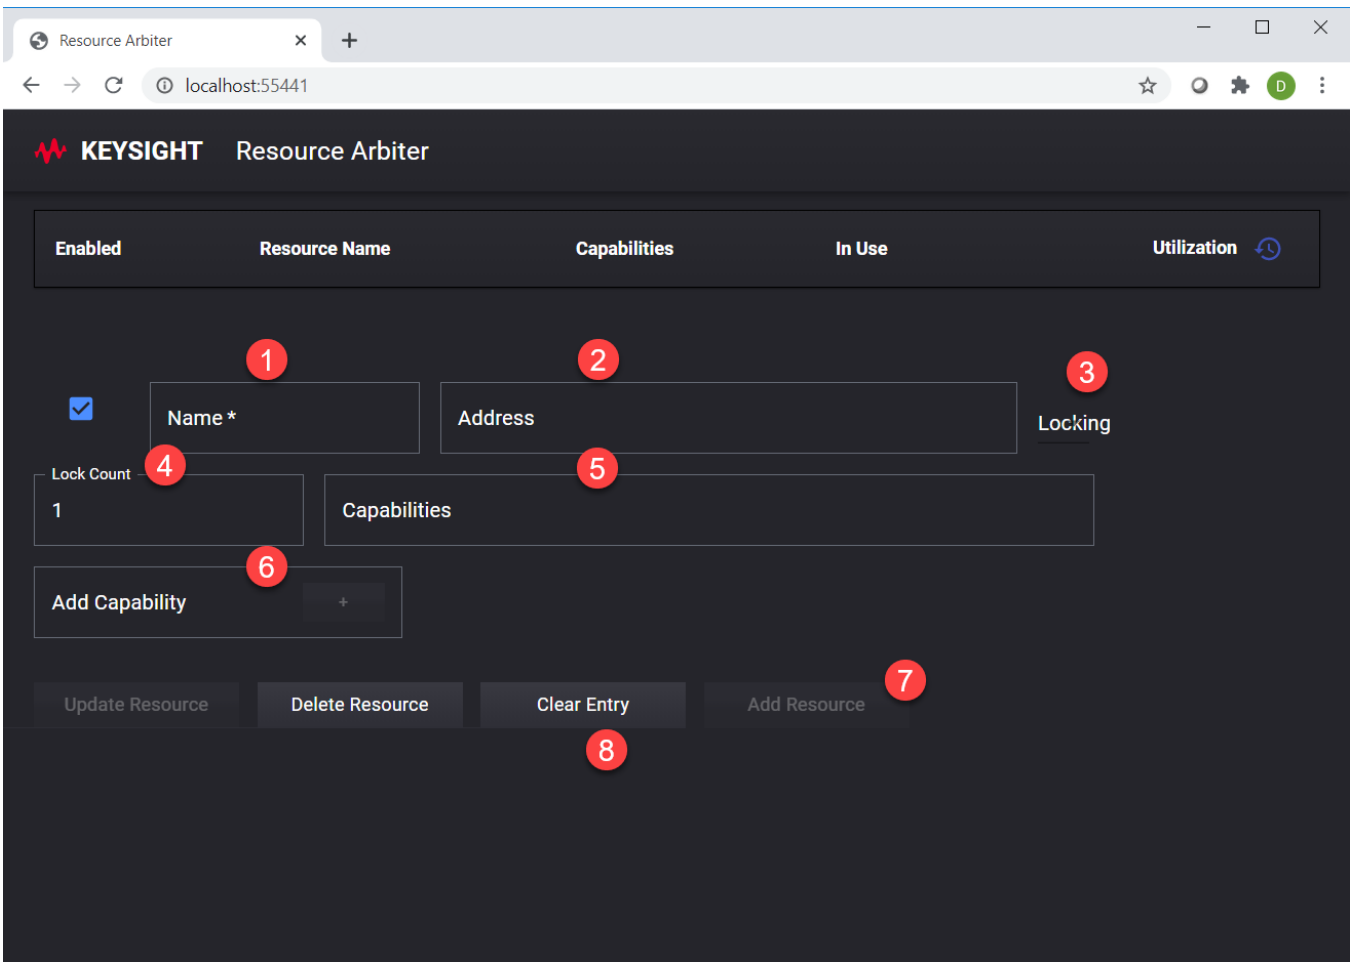 Resource Arbiter
localhost:55441
D
KEYSIGHT Resource Arbiter
Enabled Resource Name Capabilities In Use Utilization
1 2 3
Name * Address Locking
Lock Count 4 5
1 Capabilities
6
Add Capability +
7
Update Resource Delete Resource Clear Entry Add Resource
8